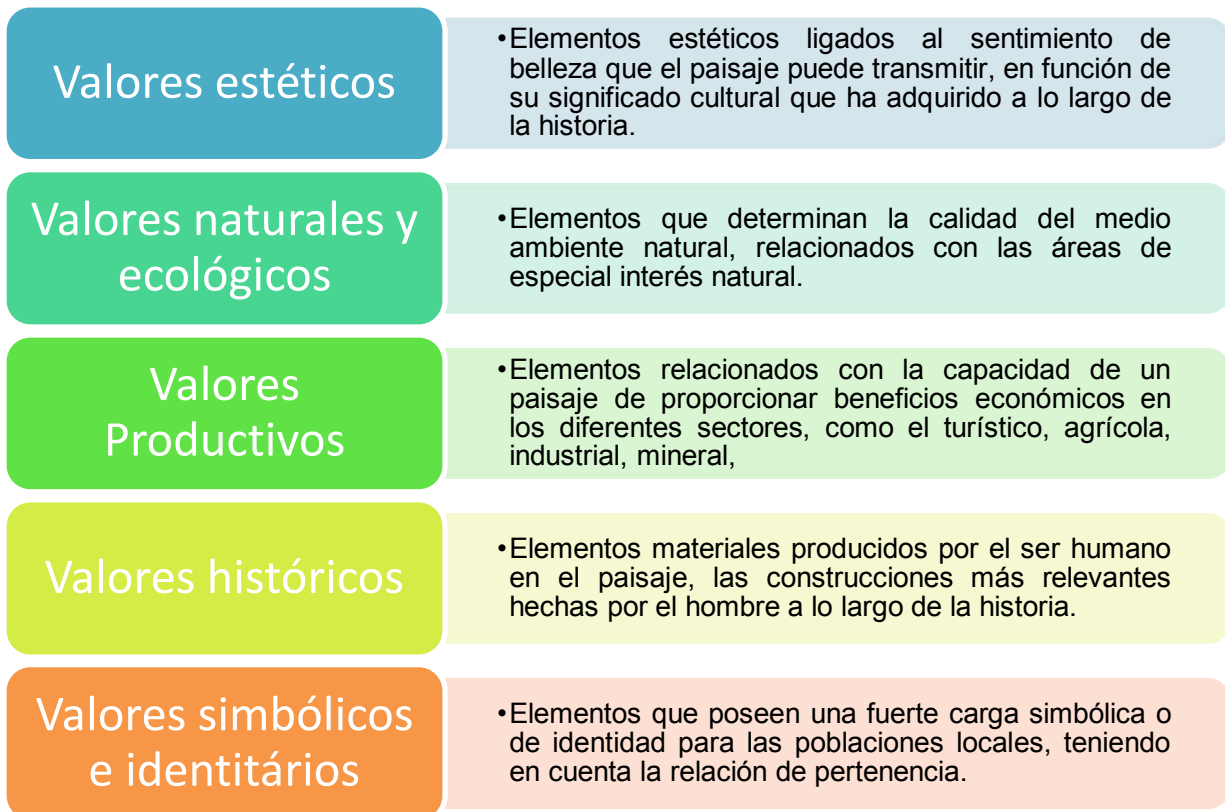 Valores estéticos
•Elementos estéticos ligados al sentimiento de
belleza que el paisaje puede transmitir, en función de
su significado cultural que ha adquirido a lo largo de
la historia.
Valores naturales y
ecológicos
•Elementos que determinan la calidad del medio
ambiente natural, relacionados con las áreas de
especial interés natural.
Valores
Productivos
•Elementos relacionados con la capacidad de un
paisaje de proporcionar beneficios económicos en
los diferentes sectores, como el turístico, agrícola,
industrial, mineral,
Valores históricos
•Elementos materiales producidos por el ser humano
en el paisaje, las construcciones más relevantes
hechas por el hombre a lo largo de la historia.
Valores simbólicos
e identitários
•Elementos que poseen una fuerte carga simbólica o
de identidad para las poblaciones locales, teniendo
en cuenta la relación de pertenencia.